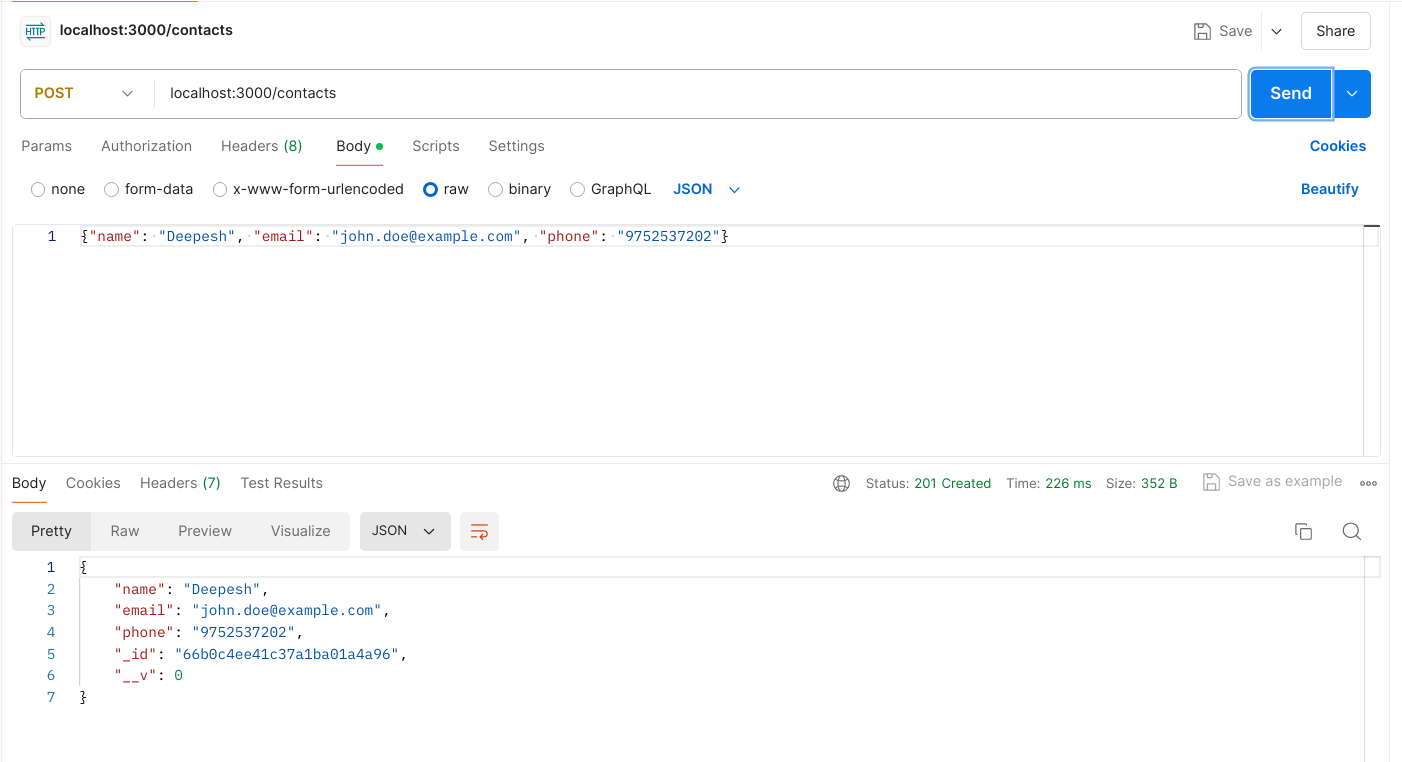 HTTP localhost:3000/contacts Save Share
POST localhost:3000/contacts Send
Params Authorization Headers (8) Body Scripts Settings Cookies
none form-data x-www-form-urlencoded raw binary GraphQL JSON Beautify
1 {"name": "Deepesh", "email": "john.doe@example.com", "phone": "9752537202"}
Body Cookies Headers (7) Test Results Status: 201 Created Time: 226 ms Size: 352 B Save as example
Pretty Raw Preview Visualize JSON
1 {
2 "name": "Deepesh",
3 "email": "john.doe@example.com",
4 "phone": "9752537202",
5 "_id": "66b0c4ee41c37a1ba01a4a96",
6 "__v": 0
7 }